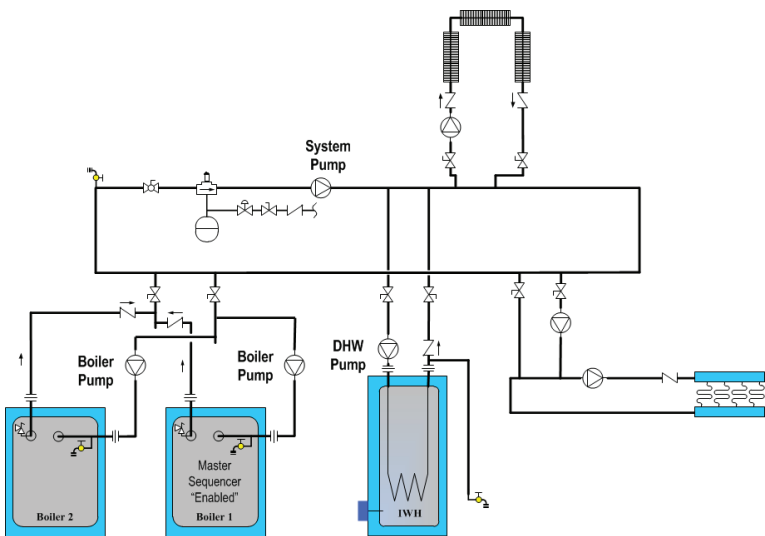 System
Pump
Boiler
Pump
Boiler
Pump
DHW
Pump
Master
Sequencer
"Enabled"
Boiler 2
Boiler 1
IWH